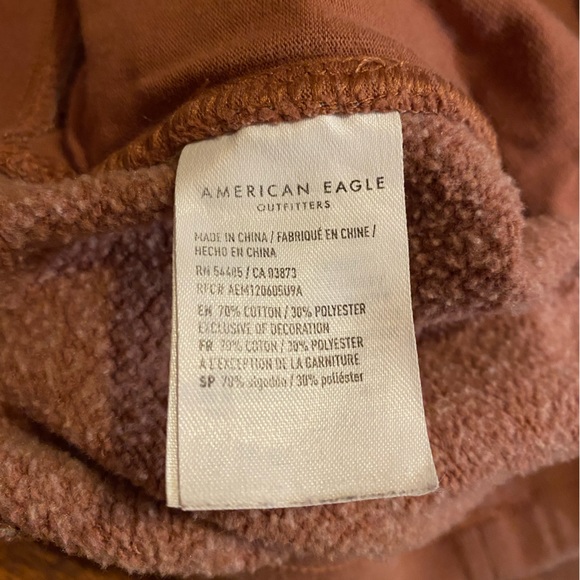 AMERICAN EAGLE
OUTFITTERS
MADE IN CHINA / FABRIQUÉ EN CHINE /
HECHO EN CHINA
RN 54485 / CA 03873
RFC# AEM120605U9A
EN 70% COTTON / 30% POLYESTER
EXCLUSIVE OF DECORATION
FR 70% COTON / 30% POLYESTER
À L'EXCEPTION DE LA GARNITURE
SP 70% algodón / 30% poliéster